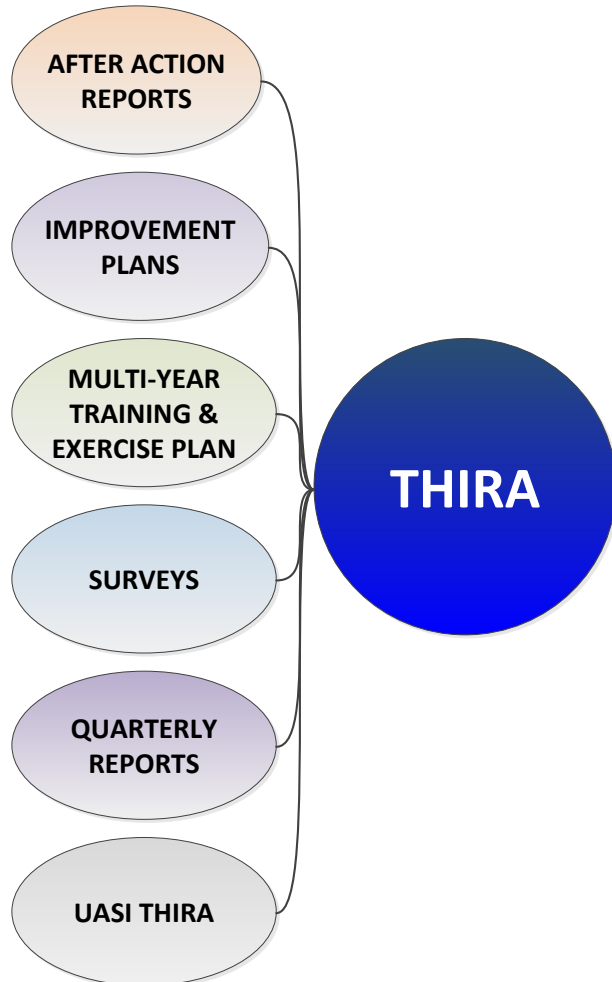 AFTER ACTION
REPORTS
IMPROVEMENT
PLANS
MULTI-YEAR
TRAINING &
EXERCISE PLAN
SURVEYS
QUARTERLY
REPORTS
UASI THIRA
THIRA